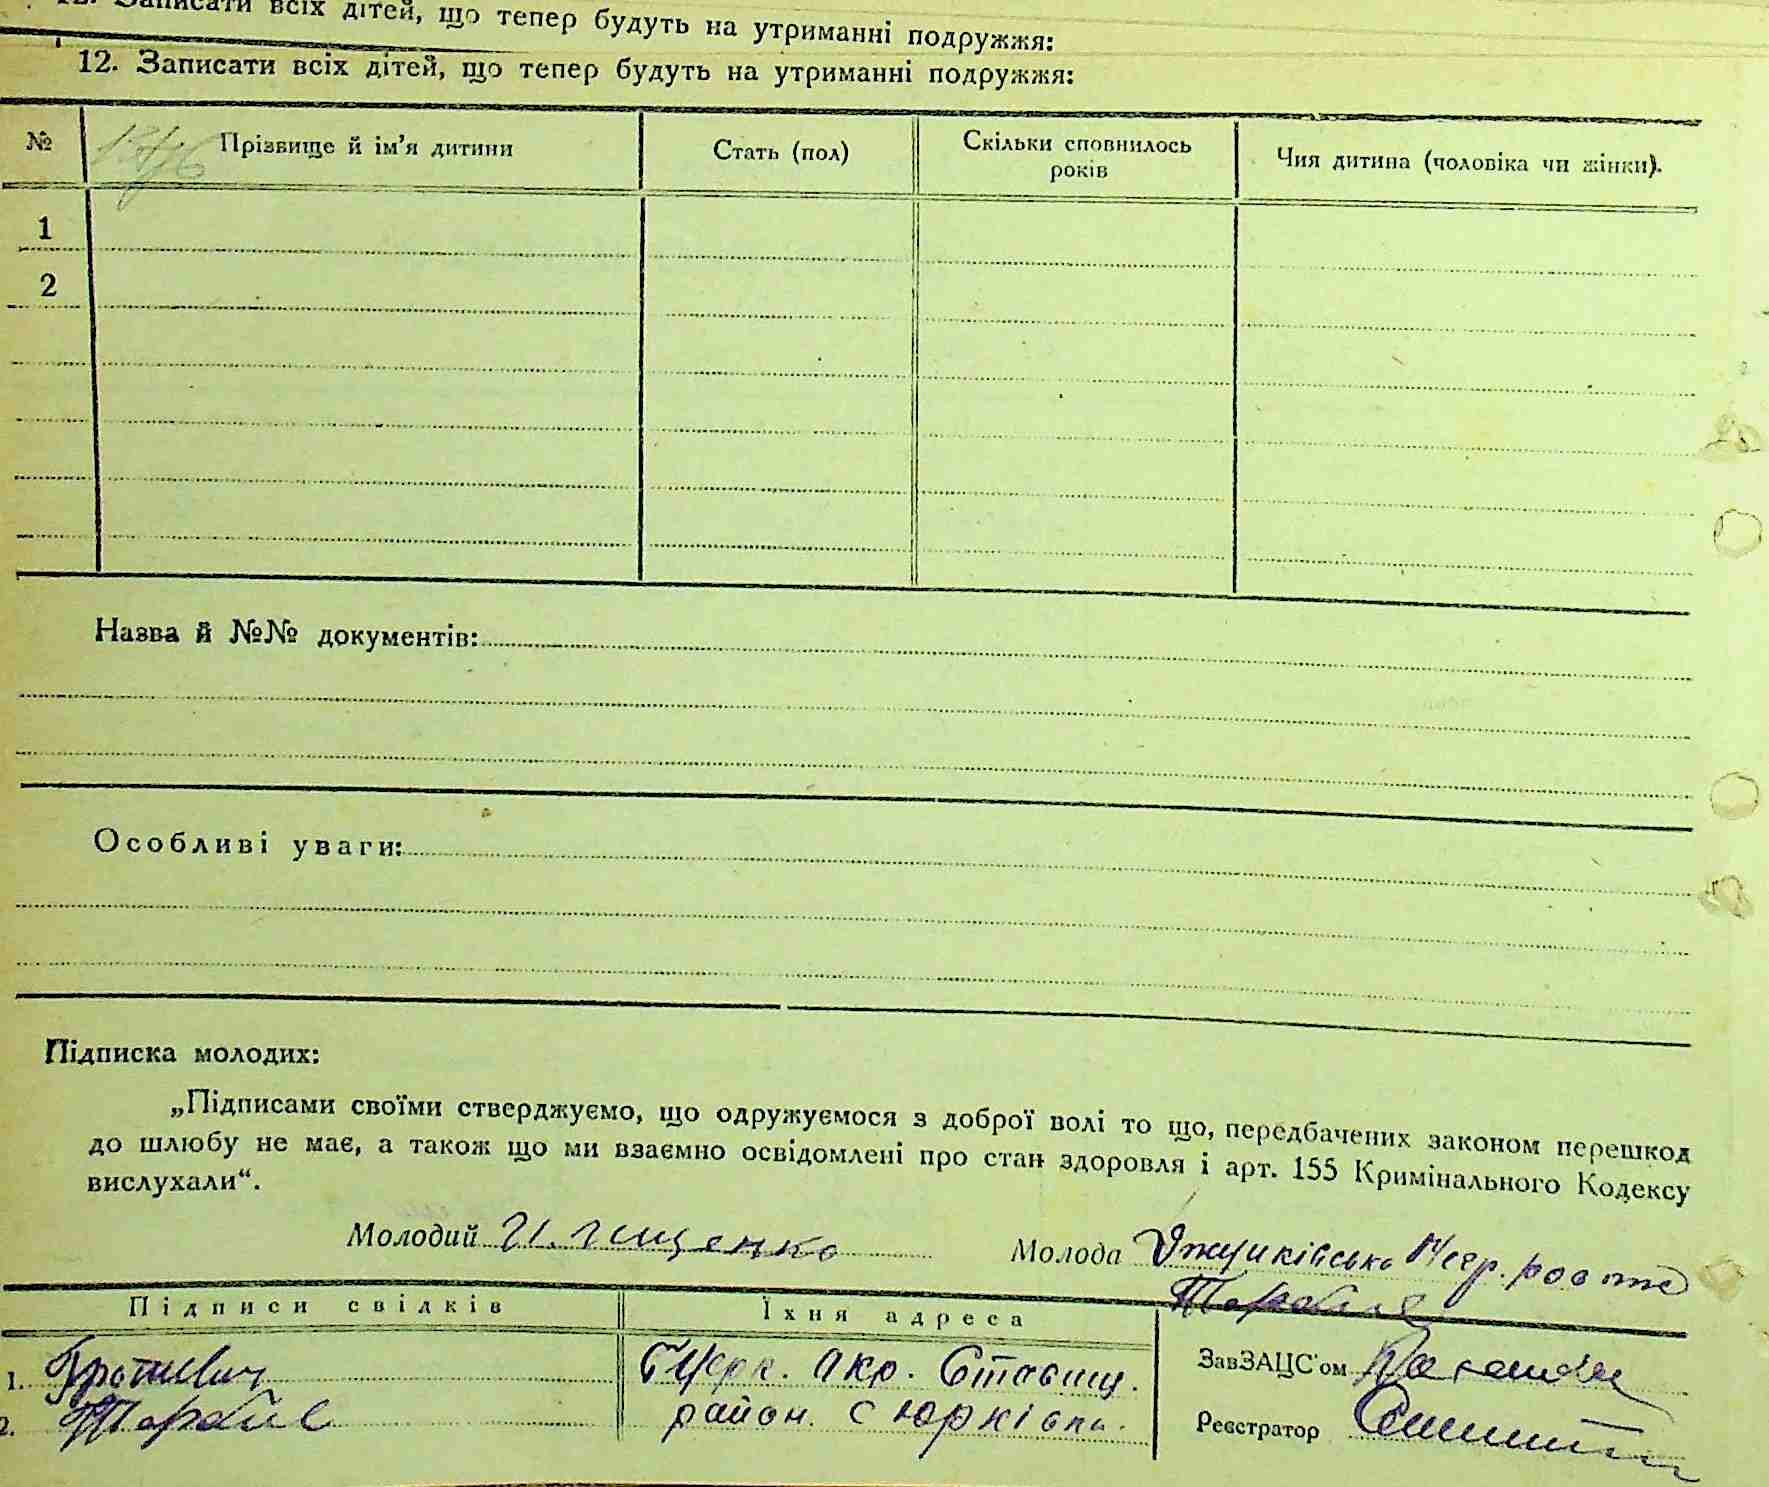 12. Записати всіх дітей, що тепер будуть на утриманні подружжя:
12. Записати всіх дітей, що тепер будуть на утриманні подружжя:
№ Прізвище й ім'я дитини Стать (пол) Скільки сповнилось років Чия дитина (чоловіка чи жінки).
1
2
Назва й №№ документів:
Особливі уваги:
Підписка молодих:
„Підписами своїми стверджуємо, що одружуємося з доброї волі то що, передбачених законом перешкод
до шлюбу не має, а також що ми взаємно освідомлені про стан здоровля і арт. 155 Кримінального Кодексу
вислухали“.
Молодий Молода
Підписи свідків Їхня адреса
1. БЦерк. окр. Ставищ. ЗавЗАЦС'ом
2. район. с Юрківка. Реєстратор